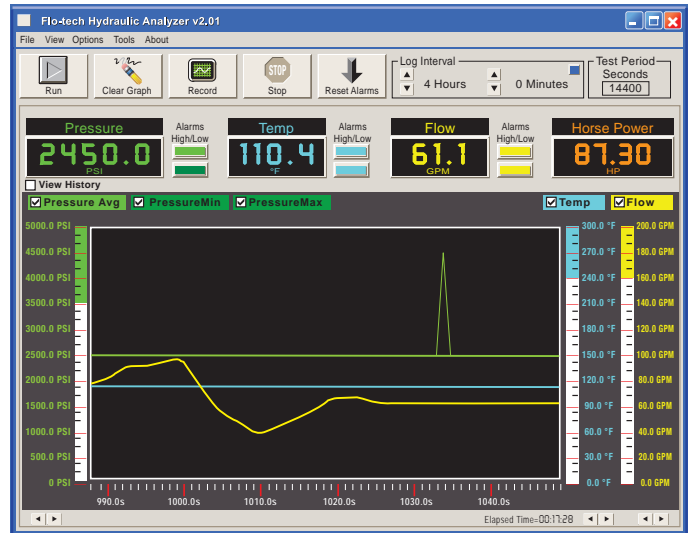 Flo-tech Hydraulic Analyzer v2.01
File View Options Tools About
Run
Clear Graph
Record
STOP
Stop
Reset Alarms
Log Interval
4 Hours
0 Minutes
Test Period
Seconds
14400
Pressure
2450.0
PSI
Alarms
High/Low
Temp
110.4
°F
Alarms
High/Low
Flow
61.1
GPM
Alarms
High/Low
Horse Power
87.30
HP
View History
Pressure Avg
PressureMin
PressureMax
Temp
Flow
5000.0 PSI
4500.0 PSI
4000.0 PSI
3500.0 PSI
3000.0 PSI
2500.0 PSI
2000.0 PSI
1500.0 PSI
1000.0 PSI
500.0 PSI
0 PSI
300.0 °F
270.0 °F
240.0 °F
210.0 °F
180.0 °F
150.0 °F
120.0 °F
90.0 °F
60.0 °F
30.0 °F
0.0 °F
200.0 GPM
180.0 GPM
160.0 GPM
140.0 GPM
120.0 GPM
100.0 GPM
80.0 GPM
60.0 GPM
40.0 GPM
20.0 GPM
0.0 GPM
990.0s 1000.0s 1010.0s 1020.0s 1030.0s 1040.0s
Elapsed Time=00:17:28